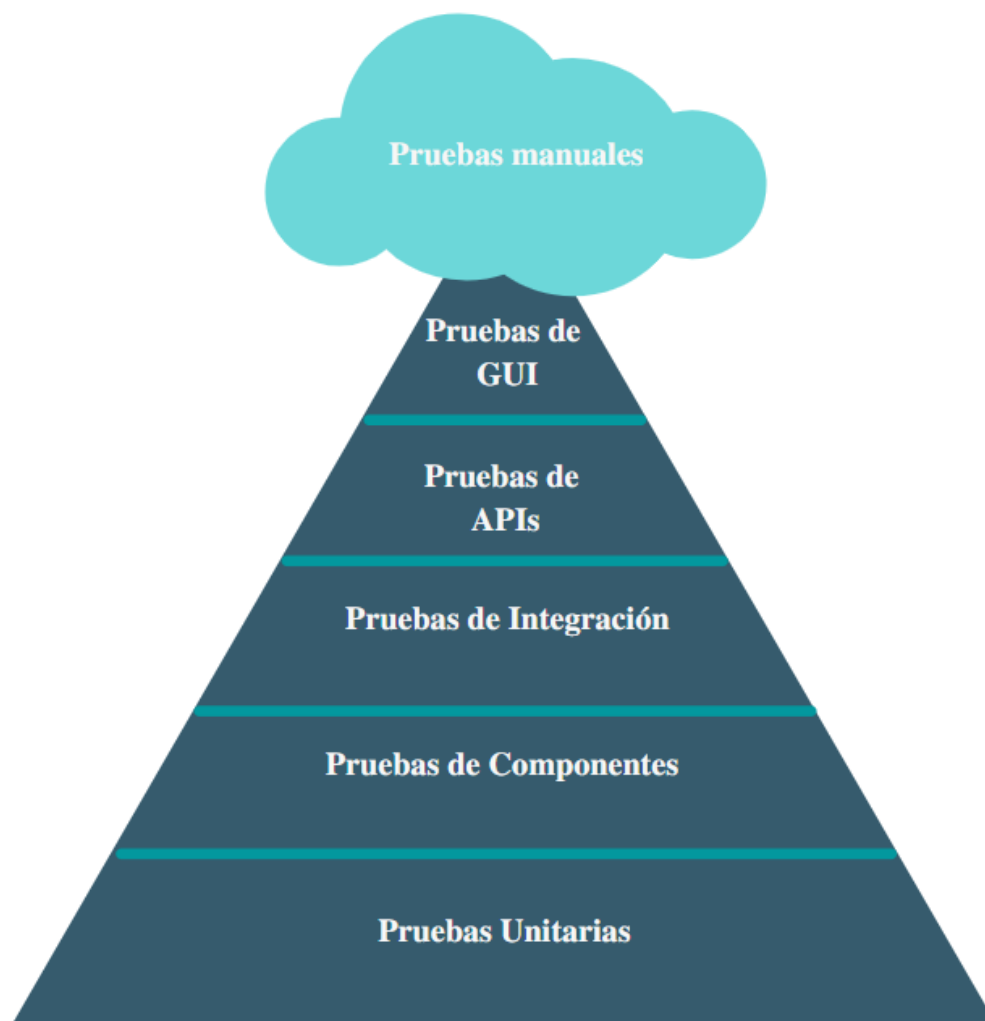 Pruebas manuales
Pruebas de
GUI
Pruebas de
APIs
Pruebas de Integración
Pruebas de Componentes
Pruebas Unitarias